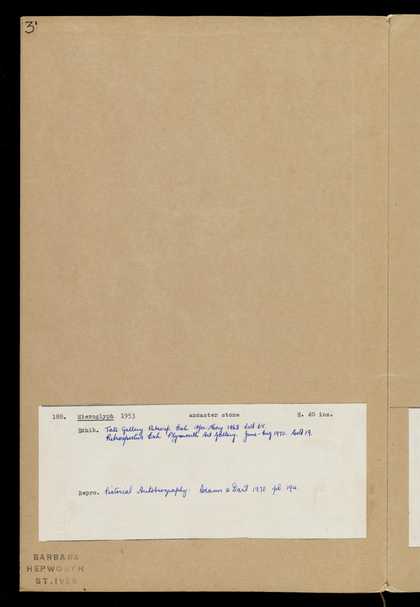 3'
188. Hieroglyph 1953 ancaster stone H. 40 ins.
Exhib. Tate Gallery Retrosp. Exh. Apr-May 1968 Cat 64
Retrospective Exh. Plymouth Art Gallery. June-Aug 1970. Cat 19.
Repro. Pictorial Autobiography. Adams & Dart 1970 pl. 194.
BARBARA
HEPWORTH
ST. IVES